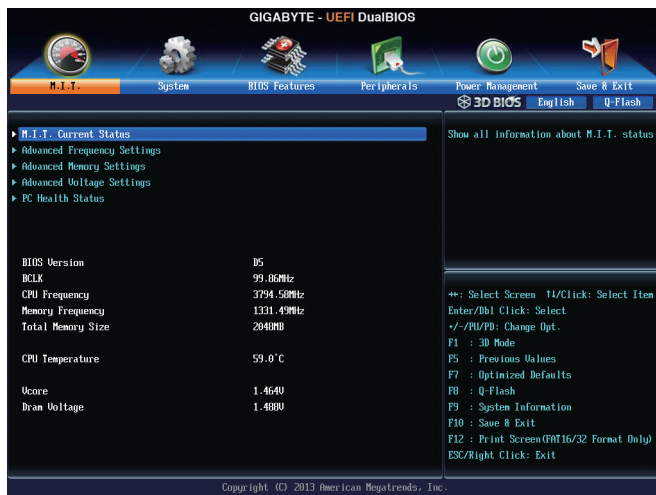 GIGABYTE - UEFI DualBIOS
M.I.T. System BIOS Features Peripherals Power Management Save & Exit
3D BIOS English Q-Flash
M.I.T. Current Status
Advanced Frequency Settings
Advanced Memory Settings
Advanced Voltage Settings
PC Health Status
BIOS Version D5
BCLK 99.86MHz
CPU Frequency 3794.58MHz
Memory Frequency 1331.49MHz
Total Memory Size 2048MB
CPU Temperature 59.0°C
Vcore 1.464V
Dram Voltage 1.488V
Show all information about M.I.T. status
→←: Select Screen ↑↓/Click: Select Item
Enter/Dbl Click: Select
+/-/PU/PD: Change Opt.
F1 : 3D Mode
F5 : Previous Values
F7 : Optimized Defaults
F8 : Q-Flash
F9 : System Information
F10 : Save & Exit
F12 : Print Screen(FAT16/32 Format Only)
ESC/Right Click: Exit
Copyright (C) 2013 American Megatrends, Inc.